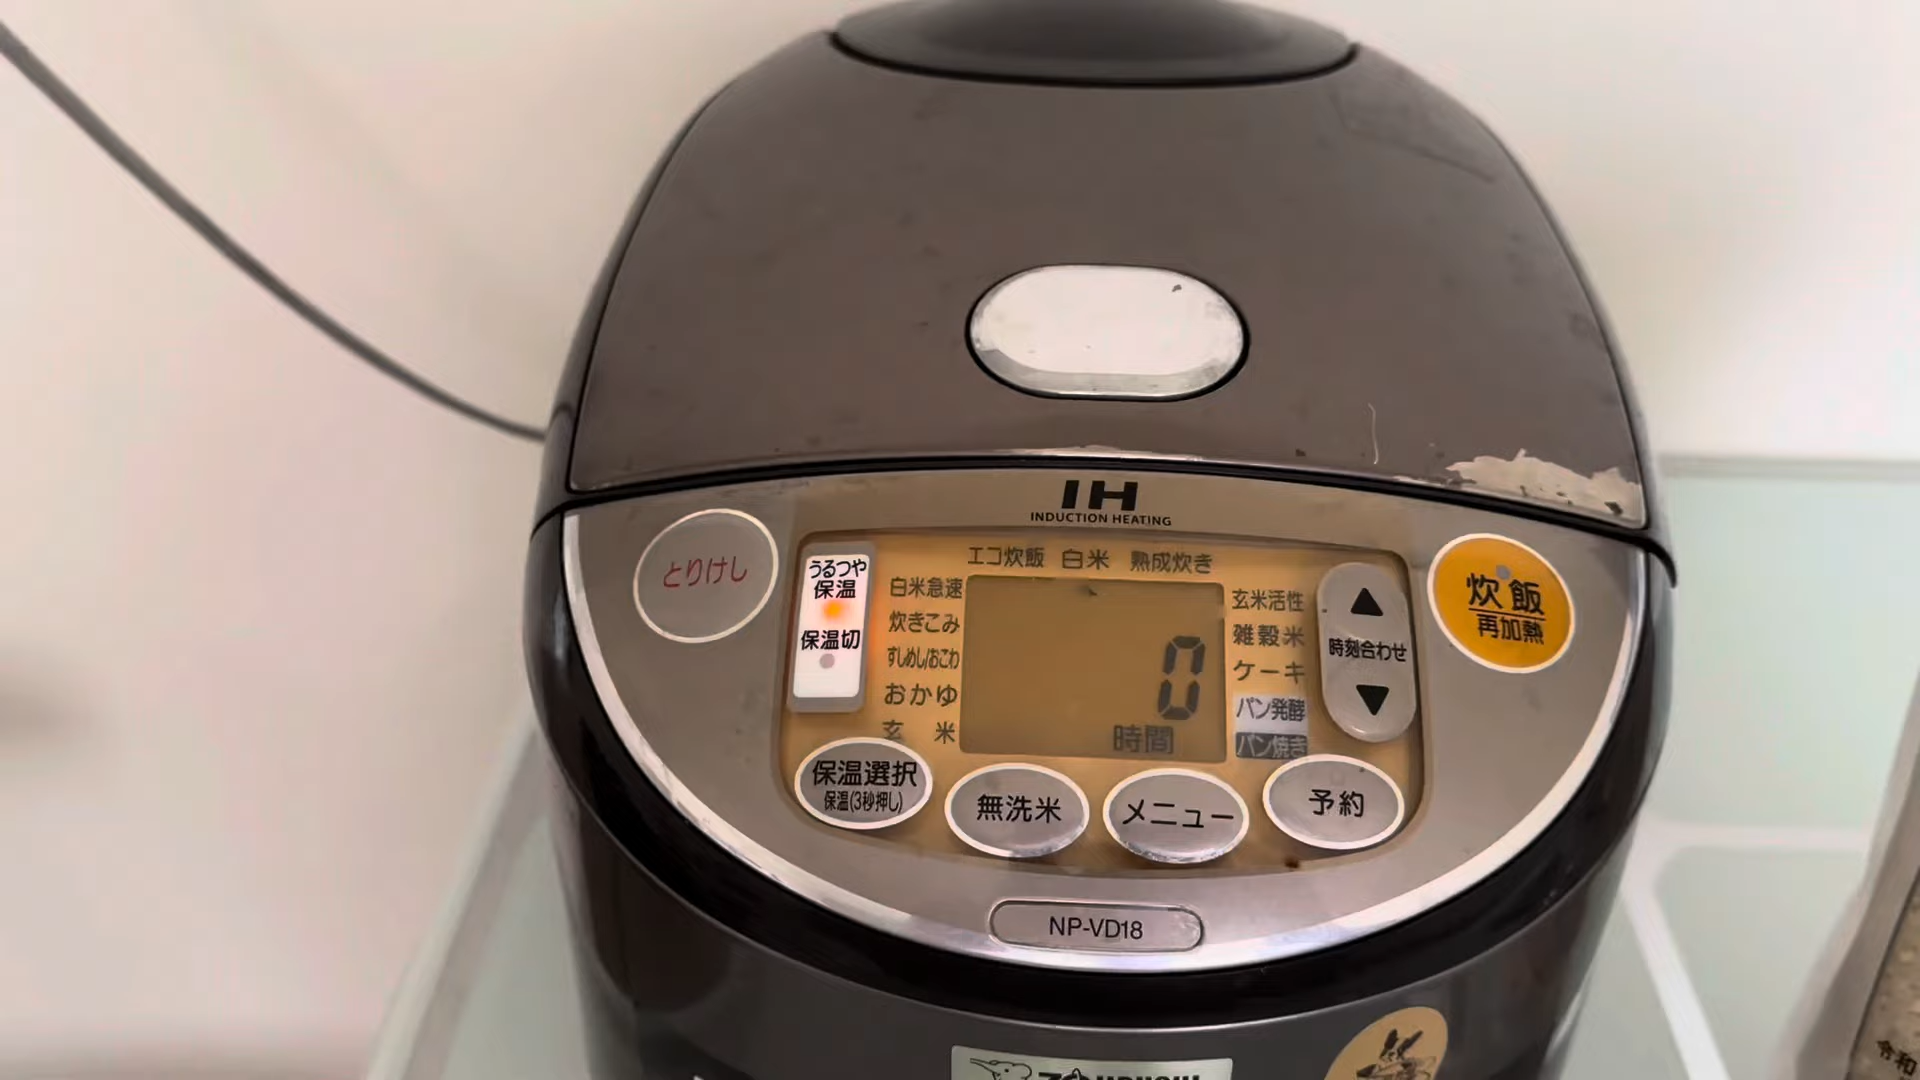 IH
INDUCTION HEATING
とりけし
うるつや
保温
保温切
エコ炊飯 白米 熟成炊き
白米急速
炊きこみ
すしめし/おこわ
おかゆ
玄 米
0
時間
玄米活性
雑穀米
ケーキ
パン発酵
パン焼き
▲
時刻合わせ
▼
炊飯
再加熱
保温選択
保温(3秒押し)
無洗米
メニュー
予約
NP-VD18
ZOJIRUSHI
令和